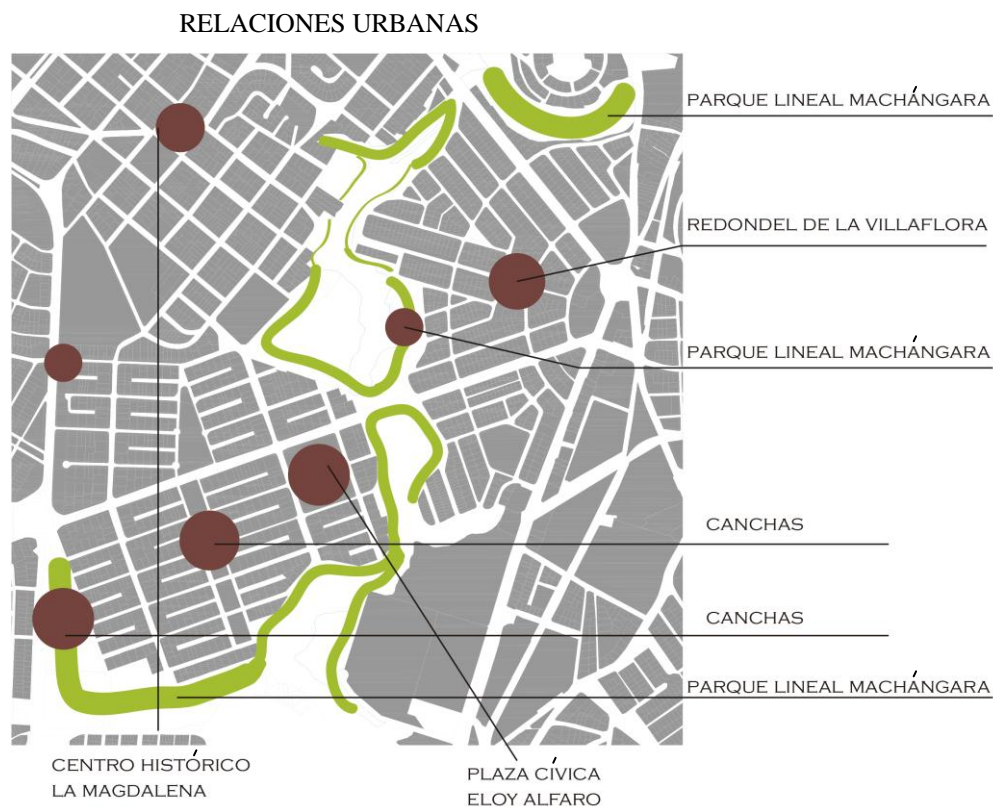 RELACIONES URBANAS
PARQUE LINEAL MACHÁNGARA
REDONDEL DE LA VILLAFLORA
PARQUE LINEAL MACHÁNGARA
CANCHAS
CANCHAS
PARQUE LINEAL MACHÁNGARA
CENTRO HISTÓRICO
LA MAGDALENA
PLAZA CÍVICA
ELOY ALFARO